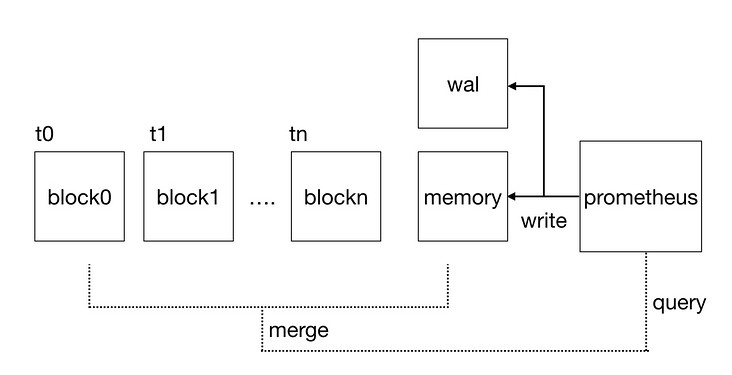 wal
t0
t1
tn
block0
block1
....
blockn
memory
prometheus
write
query
merge